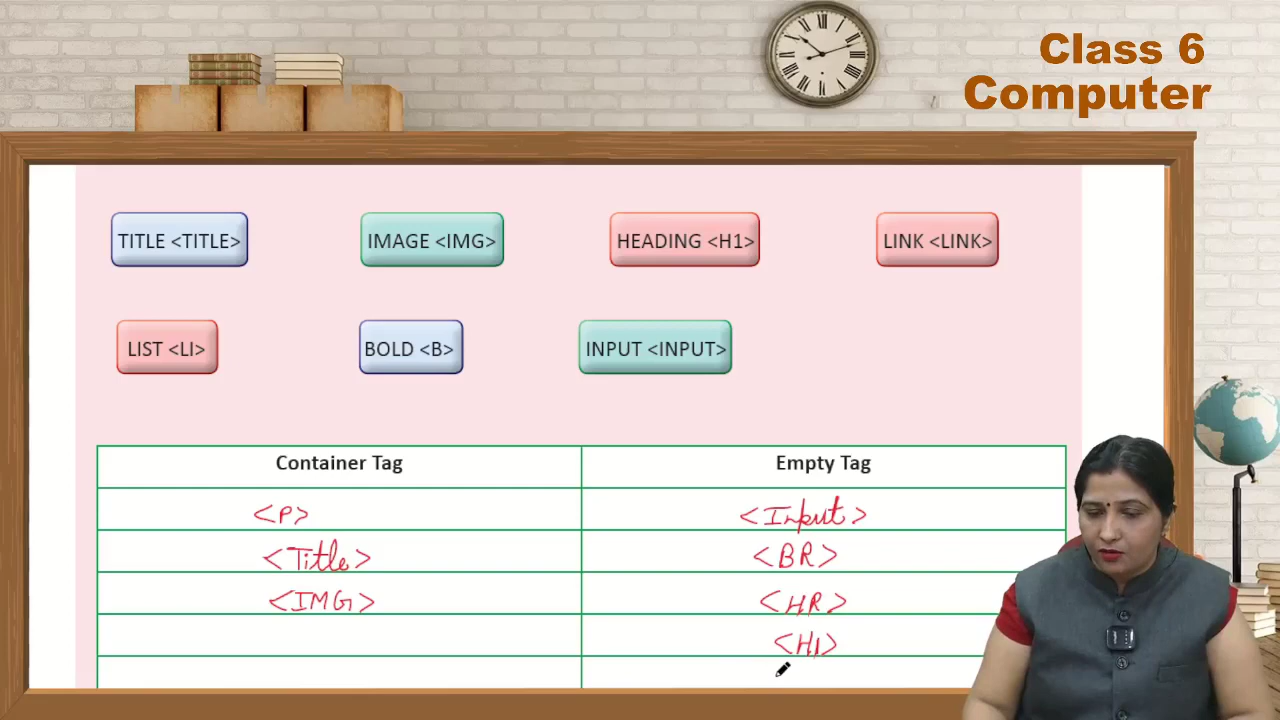 Class 6
Computer
TITLE <TITLE>
IMAGE <IMG>
HEADING <H1>
LINK <LINK>
LIST <LI>
BOLD <B>
INPUT <INPUT>
Container Tag
Empty Tag
<P>
<Input>
<Title>
<BR>
<IMG>
<HR>
<H1>